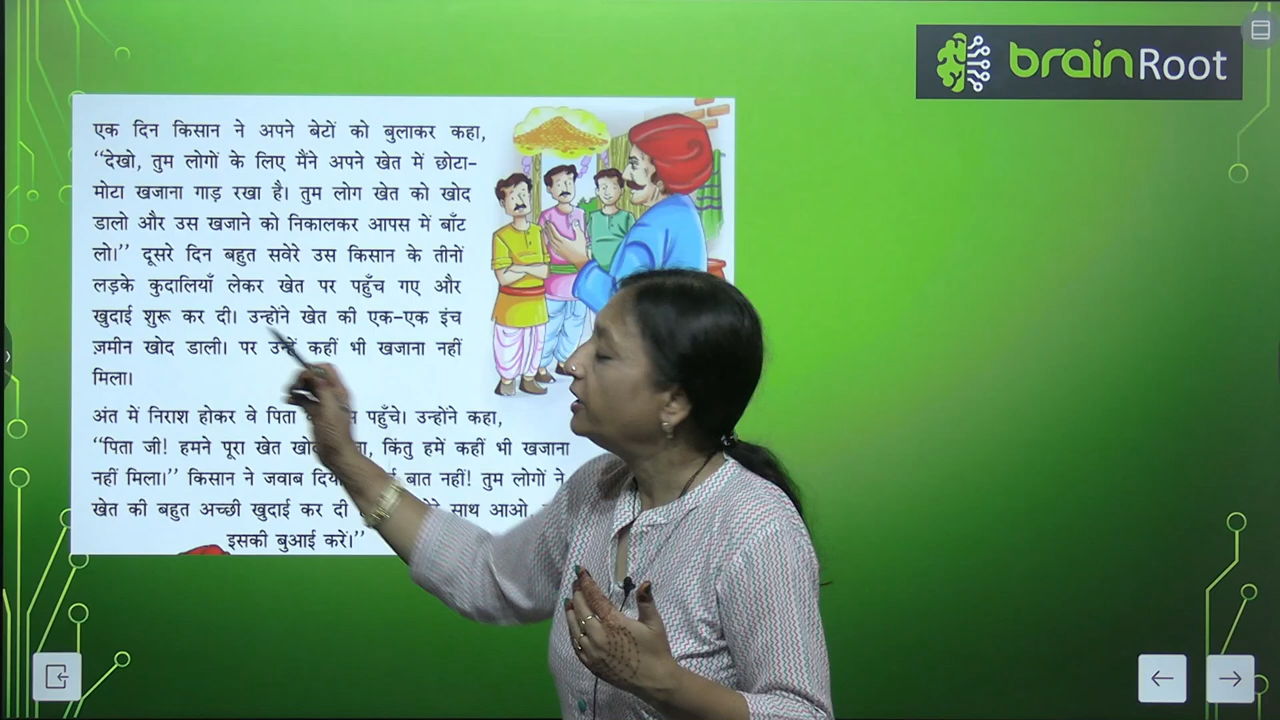 brainRoot
एक दिन किसान ने अपने बेटों को बुलाकर कहा,
“देखो, तुम लोगों के लिए मैंने अपने खेत में छोटा-
मोटा खजाना गाड़ रखा है। तुम लोग खेत को खोद
डालो और उस खजाने को निकालकर आपस में बाँट
लो।” दूसरे दिन बहुत सवेरे उस किसान के तीनों
लड़के कुदालियाँ लेकर खेत पर पहुँच गए और
खुदाई शुरू कर दी। उन्होंने खेत की एक-एक इंच
ज़मीन खोद डाली। पर उन्हें कहीं भी खजाना नहीं
मिला।
अंत में निराश होकर वे पिता पहुँचे। उन्होंने कहा,
“पिता जी! हमने पूरा खेत किंतु हमें कहीं भी खजाना
नहीं मिला।” किसान ने जवाब बात नहीं! तुम लोगों ने
खेत की बहुत अच्छी खुदाई कर दी साथ आओ
इसकी बुआई करें।”